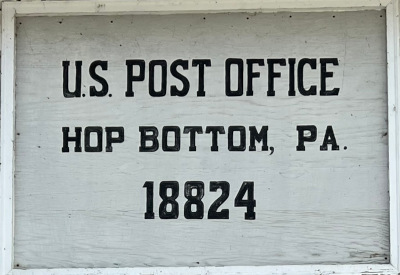 U.S. POST OFFICE
HOP BOTTOM, PA.
18824